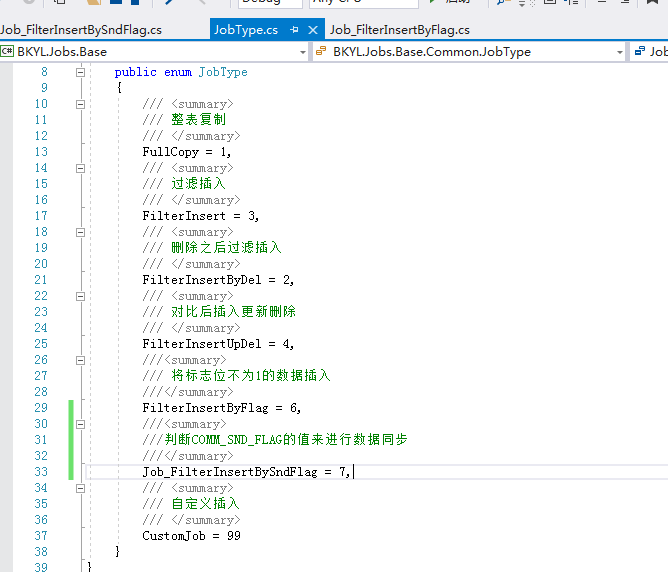 Job_FilterInsertBySndFlag.cs
JobType.cs
Job_FilterInsertByFlag.cs
BKYL.Jobs.Base
BKYL.Jobs.Base.Common.JobType
8 public enum JobType
9 {
10 /// <summary>
11 /// 整表复制
12 /// </summary>
13 FullCopy = 1,
14 /// <summary>
15 /// 过滤插入
16 /// </summary>
17 FilterInsert = 3,
18 /// <summary>
19 /// 删除之后过滤插入
20 /// </summary>
21 FilterInsertByDel = 2,
22 /// <summary>
23 /// 对比后插入更新删除
24 /// </summary>
25 FilterInsertUpDel = 4,
26 ///<summary>
27 /// 将标志位不为1的数据插入
28 ///</summary>
29 FilterInsertByFlag = 6,
30 ///<summary>
31 ///判断COMM_SND_FLAG的值来进行数据同步
32 ///</summary>
33 Job_FilterInsertBySndFlag = 7,
34 /// <summary>
35 /// 自定义插入
36 /// </summary>
37 CustomJob = 99
38 }
39 }